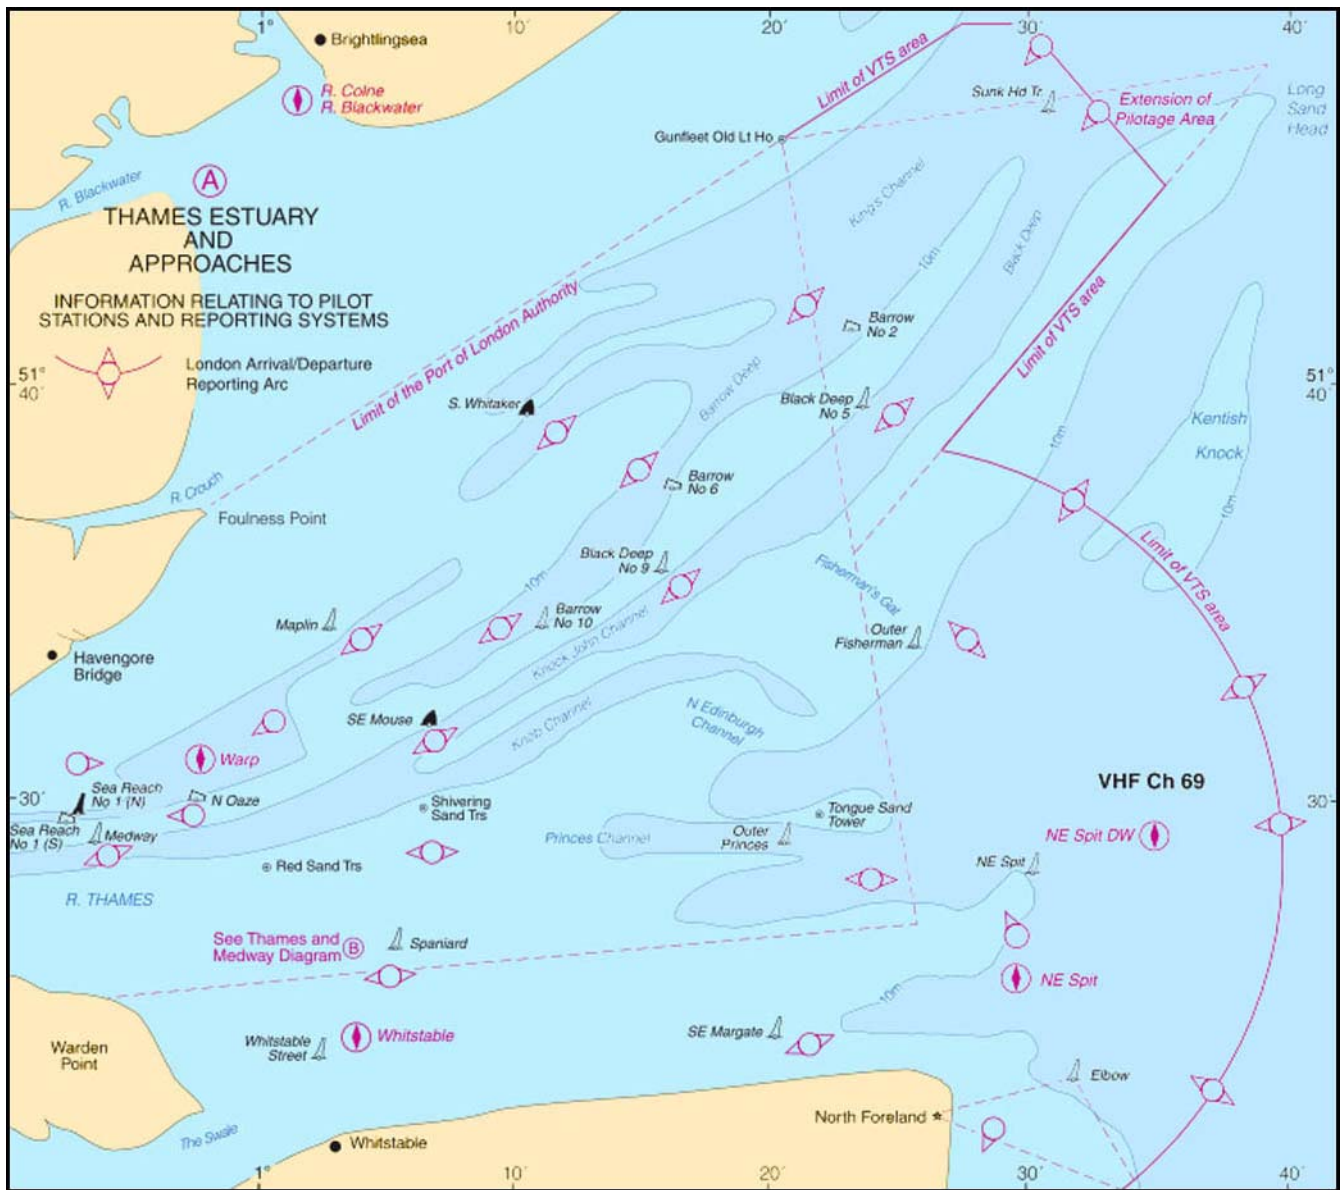 1°
10´
20´
30´
40´
Brightlingsea
R. Colne
R. Blackwater
Limit of VTS area
Sunk Hd Tr.
Extension of
Pilotage Area
Long
Sand
Head
Gunfleet Old Lt Ho
R. Blackwater
A
King's Channel
THAMES ESTUARY
AND
APPROACHES
Black Deep
10m
INFORMATION RELATING TO PILOT
STATIONS AND REPORTING SYSTEMS
Limit of the Port of London Authority
Barrow
No 2
Limit of VTS area
London Arrival/Departure
Reporting Arc
51°
40´
51°
40´
Barrow Deep
S. Whitaker
Black Deep
No 5
Kentish
Knock
10m
R. Crouch
Barrow
No 6
10m
Foulness Point
Black Deep
No 9
10m
Fisherman's Gat
Limit of VTS area
Maplin
Barrow
No 10
Knock John Channel
Outer
Fisherman
Havengore
Bridge
SE Mouse
Knob Channel
N Edinburgh
Channel
Warp
VHF Ch 69
30´
Sea Reach
No 1 (N)
N Oaze
Shivering
Sand Trs
Tongue Sand
Tower
30´
Sea Reach
No 1 (S)
Medway
Princes Channel
Outer
Princes
NE Spit DW
Red Sand Trs
NE Spit
R. THAMES
See Thames and
Medway Diagram
B
Spaniard
NE Spit
10m
Whitstable
Street
Whitstable
SE Margate
Warden
Point
Elbow
North Foreland
The Swale
Whitstable
1°
10´
20´
30´
40´